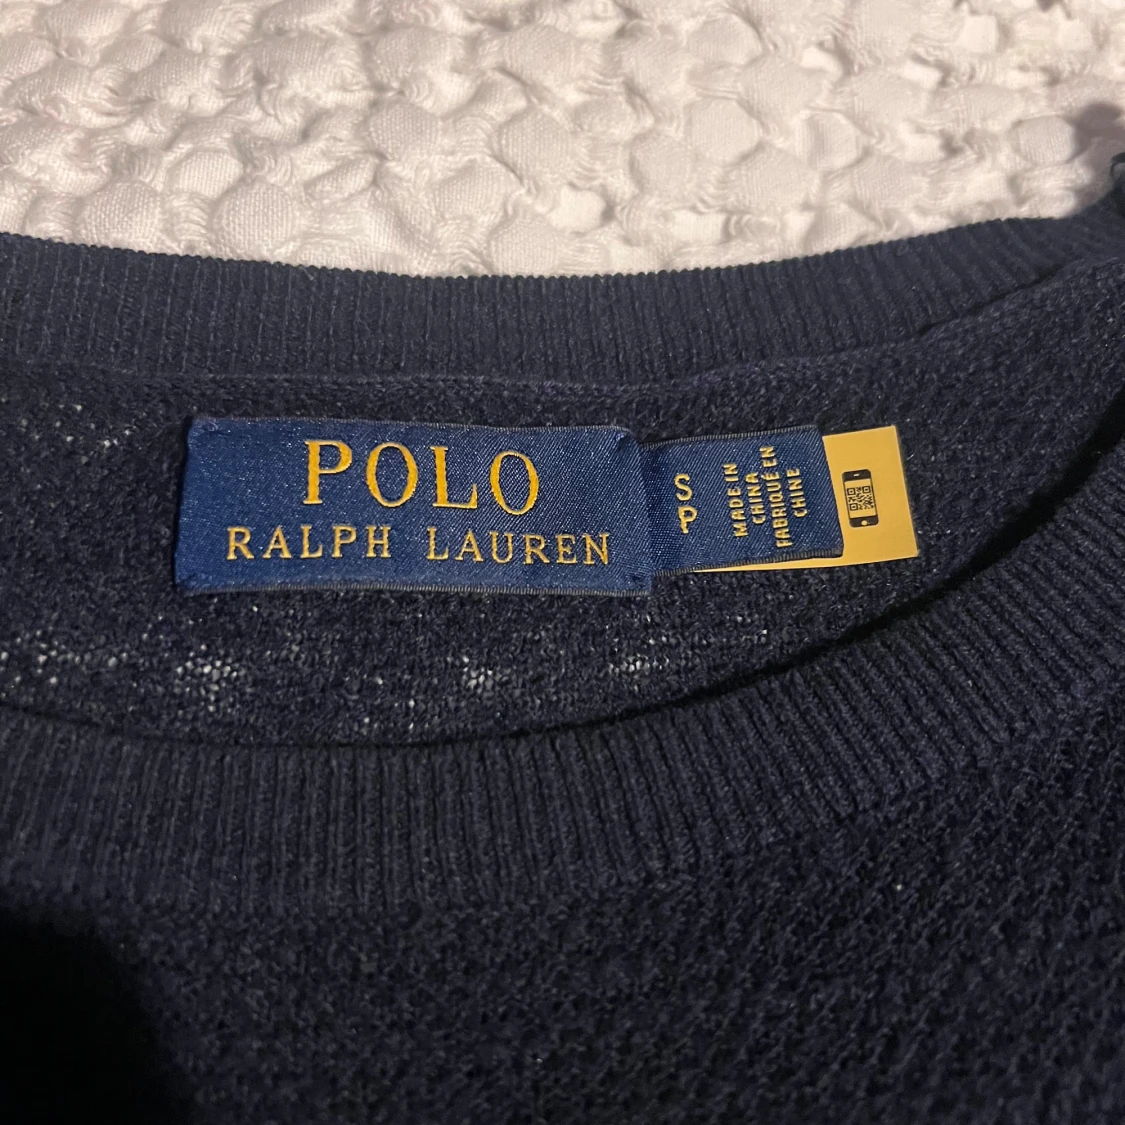 POLO
RALPH LAUREN
S
P
MADE IN
CHINA
FABRIQUÉ EN
CHINE